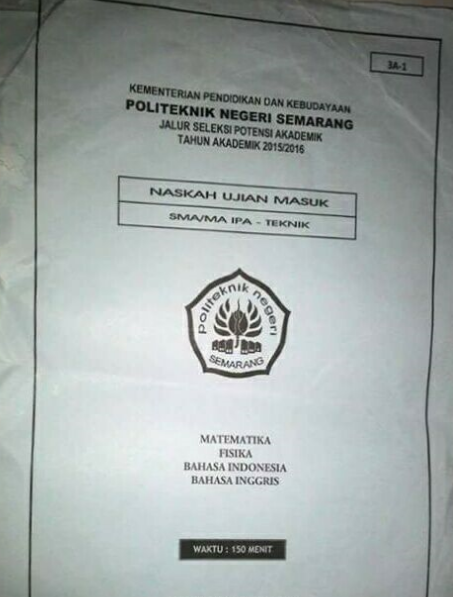 3A-1
KEMENTERIAN PENDIDIKAN DAN KEBUDAYAAN
POLITEKNIK NEGERI SEMARANG
JALUR SELEKSI POTENSI AKADEMIK
TAHUN AKADEMIK 2015/2016
NASKAH UJIAN MASUK
SMA/MA IPA - TEKNIK
politeknik negeri
SEMARANG
MATEMATIKA
FISIKA
BAHASA INDONESIA
BAHASA INGGRIS
WAKTU : 150 MENIT